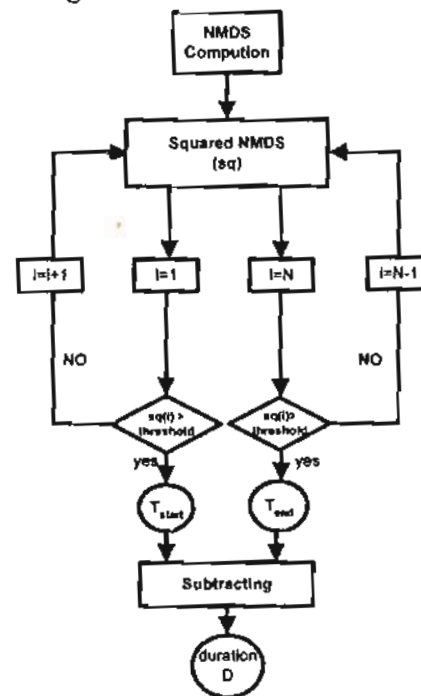 NMDS
Compution
Squared NMDS
(sq)
i=i+1
i=1
i=N
i=N-1
NO
NO
sq(i) >
threshold
sq(i)>
threshold
yes
yes
T start
T end
Subtracting
duration
D